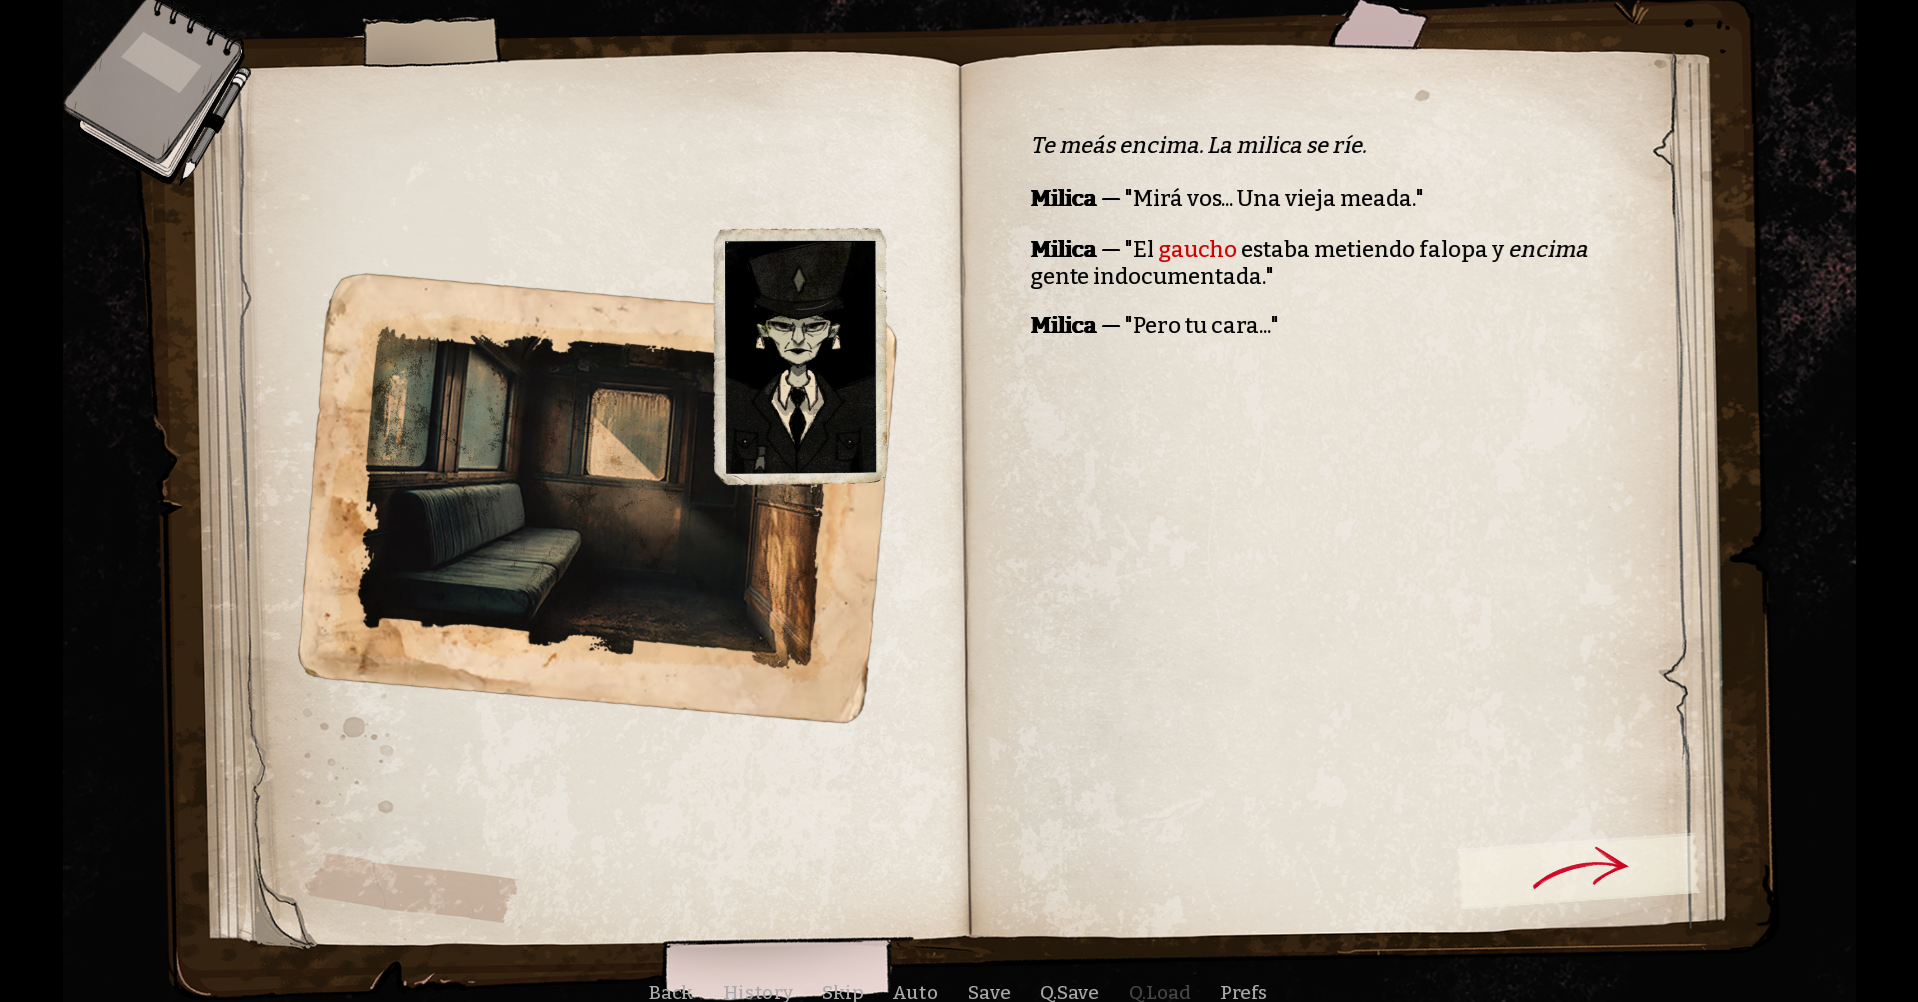 Te meás encima. La milica se ríe.
Milica — "Mirá vos... Una vieja meada."
Milica — "El gaucho estaba metiendo falopa y encima
gente indocumentada."
Milica — "Pero tu cara..."
Back History Skip Auto Save Q.Save Q.Load Prefs